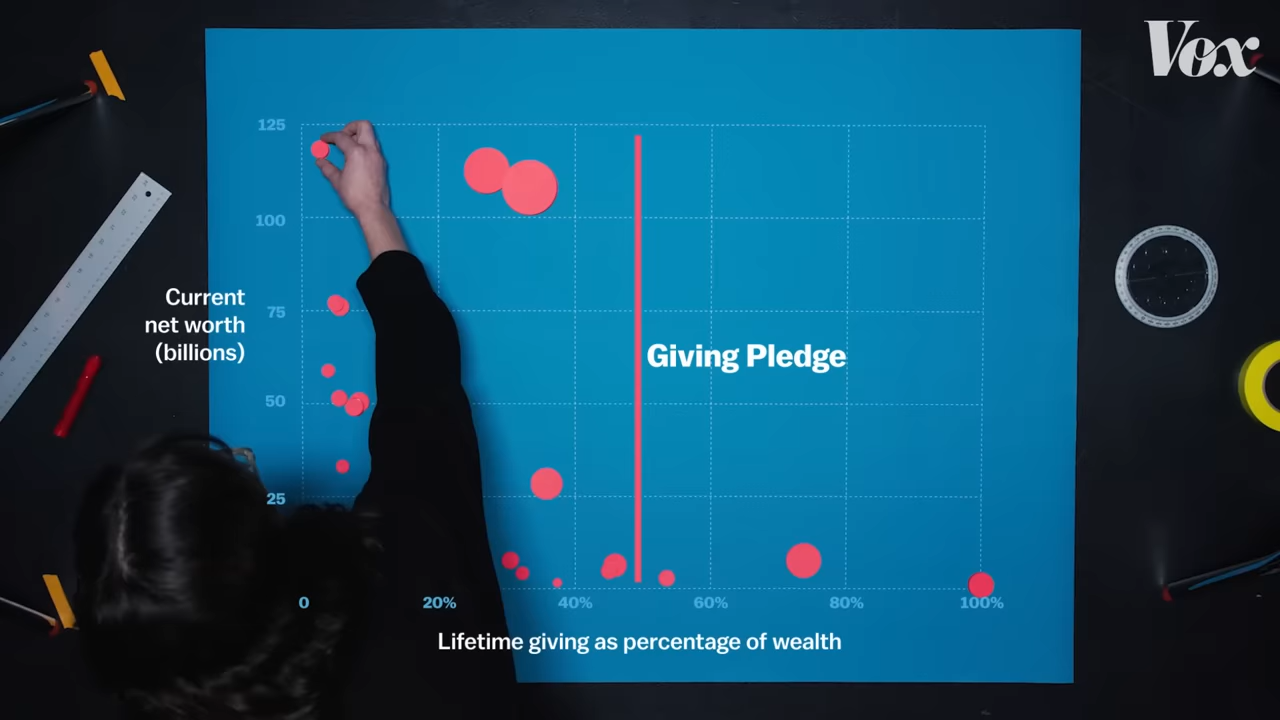 Vox
125
100
Current
net worth
(billions)
75
Giving Pledge
50
25
0
20%
40%
60%
80%
100%
Lifetime giving as percentage of wealth